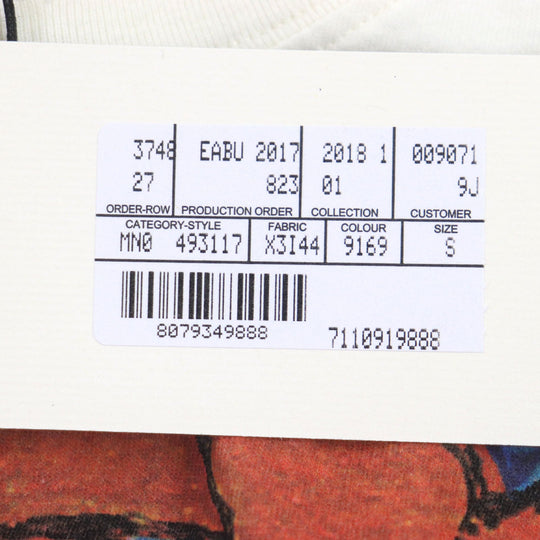 3748 EABU 2017 2018 1 009071
27 823 01 9J
ORDER-ROW PRODUCTION ORDER COLLECTION CUSTOMER
CATEGORY-STYLE FABRIC COLOUR SIZE
MN0 493117 X3I44 9169 S
8079349888 7110919888